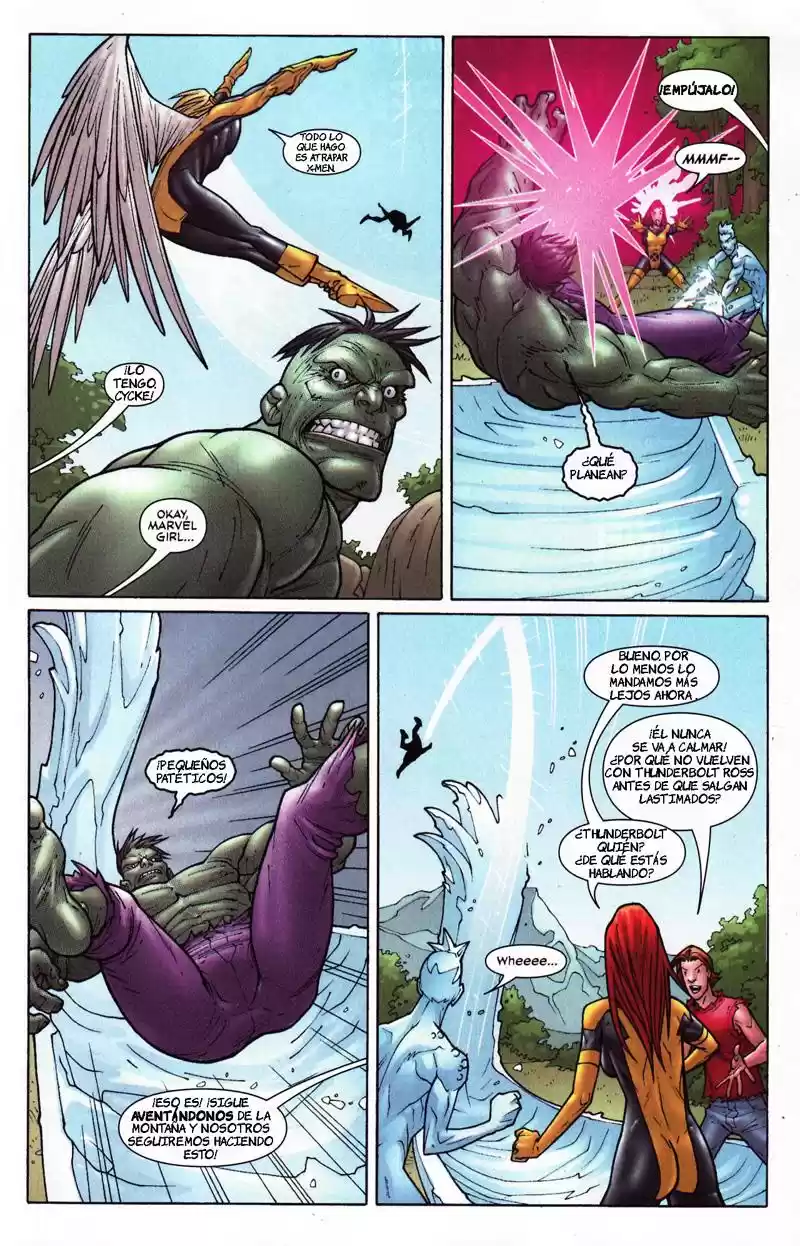 TODO LO
QUE HAGO
ES ATRAPAR
X-MEN.
¡LO
TENGO,
CYCKE!
OKAY,
MARVEL
GIRL...
¡EMPÚJALO!
MMMF--
¿QUÉ
PLANEAN?
¡PEQUEÑOS
PATÉTICOS!
¡ESO ES! ¡SIGUE
AVENTÁNDONOS DE LA
MONTAÑA Y NOSOTROS
SEGUIREMOS HACIENDO
ESTO!
BUENO, POR
LO MENOS LO
MANDAMOS MÁS
LEJOS AHORA.
¡ÉL NUNCA
SE VA A CALMAR!
¿POR QUÉ NO VUELVEN
CON THUNDERBOLT ROSS
ANTES DE QUE SALGAN
LASTIMADOS?
¿THUNDERBOLT
QUIÉN?
¿DE QUÉ ESTÁS
HABLANDO?
Wheeee...